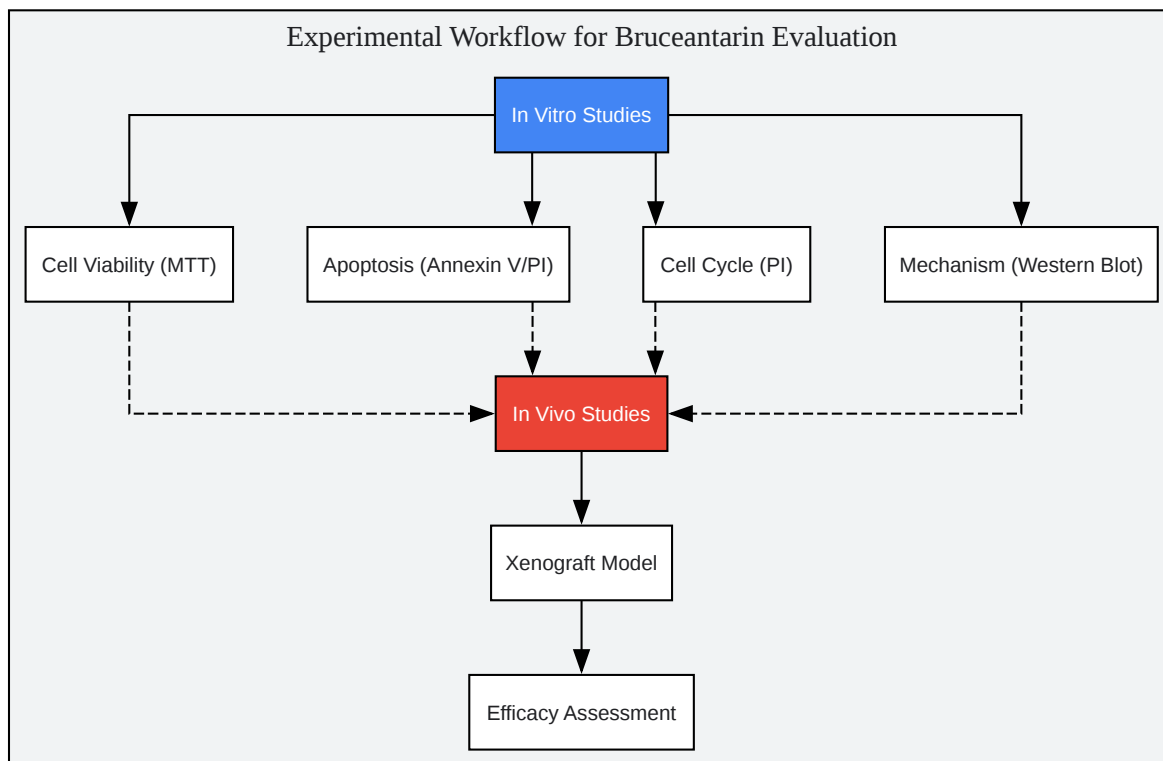 Experimental Workflow for Bruceantarin Evaluation
In Vitro Studies
Cell Viability (MTT)
Apoptosis (Annexin V/PI)
Cell Cycle (PI)
Mechanism (Western Blot)
In Vivo Studies
Xenograft Model
Efficacy Assessment